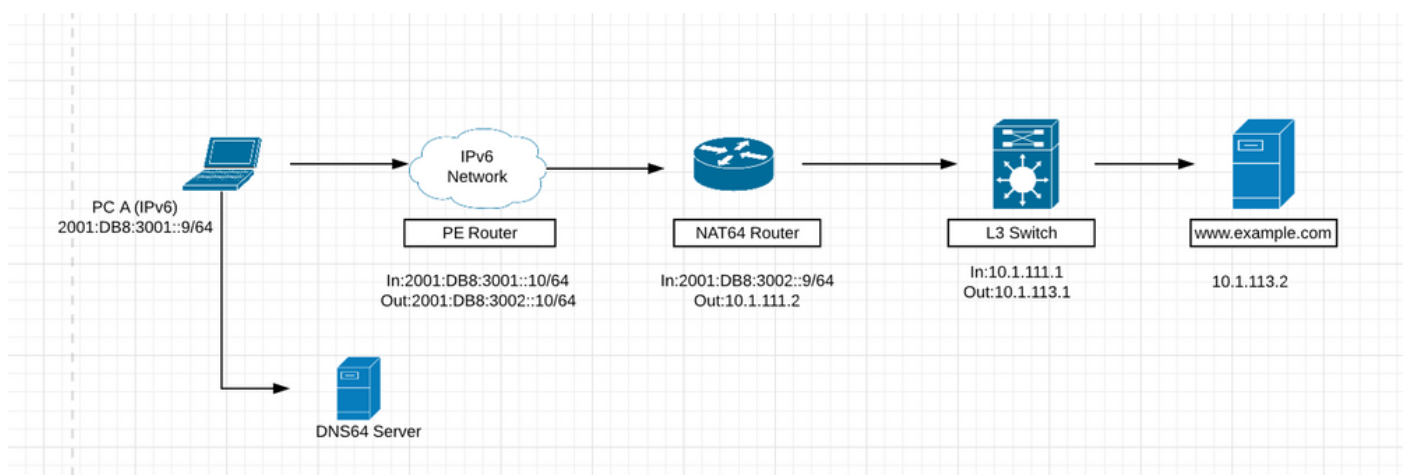 PC A (IPv6)
2001:DB8:3001::9/64
IPv6
Network
PE Router
In:2001:DB8:3001::10/64
Out:2001:DB8:3002::10/64
NAT64 Router
In:2001:DB8:3002::9/64
Out:10.1.111.2
L3 Switch
In:10.1.111.1
Out:10.1.113.1
www.example.com
10.1.113.2
DNS64 Server